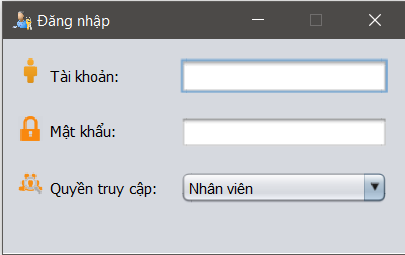 Đăng nhập
Tài khoản:
Mật khẩu:
Quyền truy cập: Nhân viên